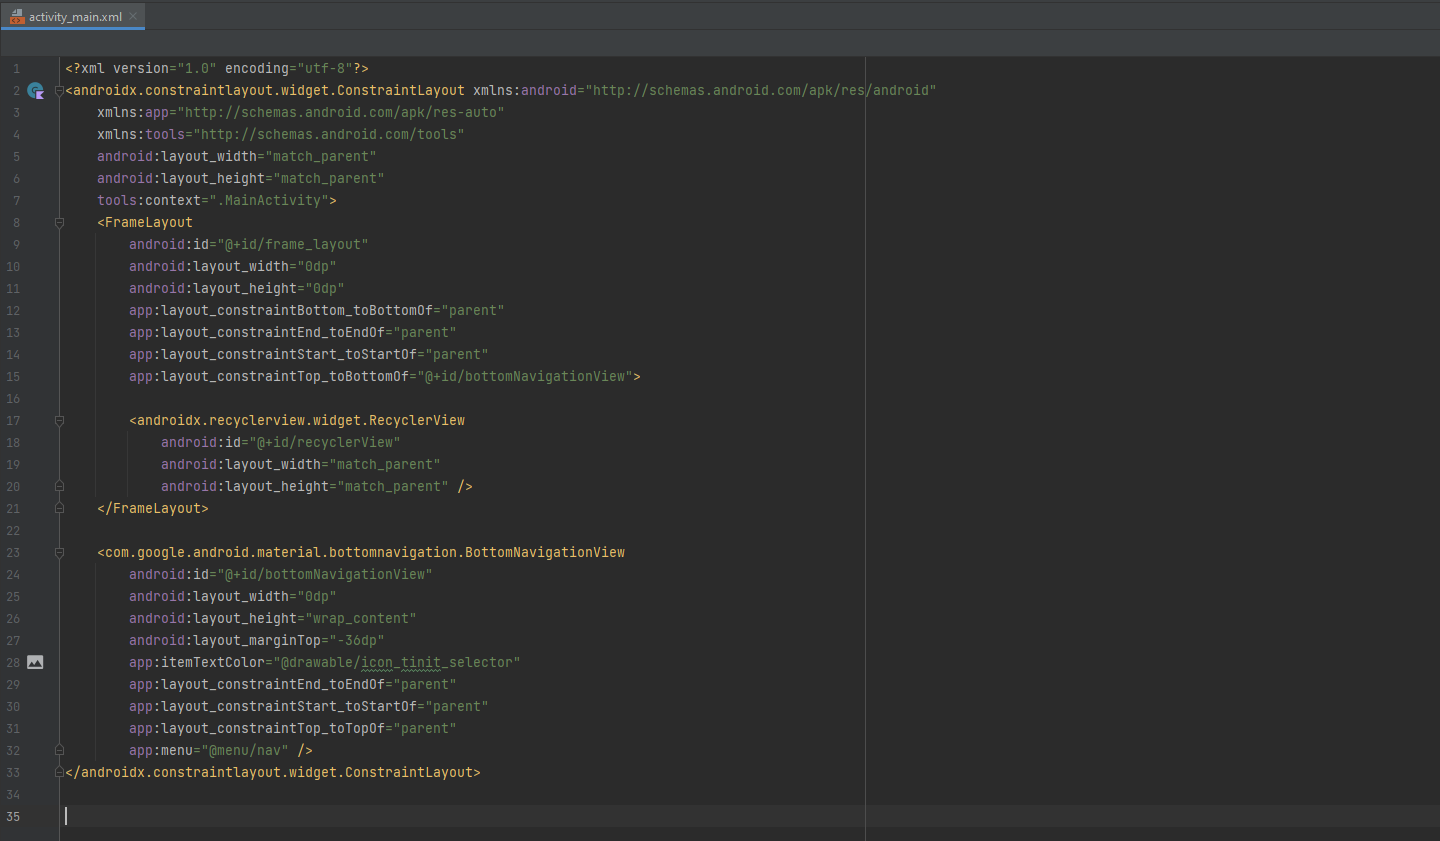 activity_main.xml
1 <?xml version="1.0" encoding="utf-8"?>
2 <androidx.constraintlayout.widget.ConstraintLayout xmlns:android="http://schemas.android.com/apk/res/android"
3     xmlns:app="http://schemas.android.com/apk/res-auto"
4     xmlns:tools="http://schemas.android.com/tools"
5     android:layout_width="match_parent"
6     android:layout_height="match_parent"
7     tools:context=".MainActivity">
8     <FrameLayout
9         android:id="@+id/frame_layout"
10         android:layout_width="0dp"
11         android:layout_height="0dp"
12         app:layout_constraintBottom_toBottomOf="parent"
13         app:layout_constraintEnd_toEndOf="parent"
14         app:layout_constraintStart_toStartOf="parent"
15         app:layout_constraintTop_toBottomOf="@+id/bottomNavigationView">
16
17         <androidx.recyclerview.widget.RecyclerView
18             android:id="@+id/recyclerView"
19             android:layout_width="match_parent"
20             android:layout_height="match_parent" />
21     </FrameLayout>
22
23     <com.google.android.material.bottomnavigation.BottomNavigationView
24         android:id="@+id/bottomNavigationView"
25         android:layout_width="0dp"
26         android:layout_height="wrap_content"
27         android:layout_marginTop="-36dp"
28         app:itemTextColor="@drawable/icon_tinit_selector"
29         app:layout_constraintEnd_toEndOf="parent"
30         app:layout_constraintStart_toStartOf="parent"
31         app:layout_constraintTop_toTopOf="parent"
32         app:menu="@menu/nav" />
33 </androidx.constraintlayout.widget.ConstraintLayout>
34
35